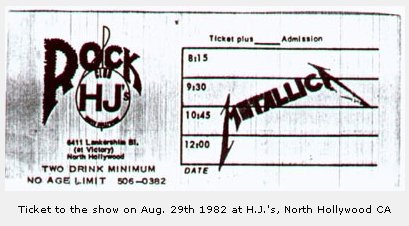 ROCK
CLUB
HJ's
6411 Lankershim Bl.
(at Victory)
North Hollywood
TWO DRINK MINIMUM
NO AGE LIMIT 506-0382
Ticket plus ____ Admission
8:15
9:30
10:45
12:00
METALLICA
DATE
Ticket to the show on Aug. 29th 1982 at H.J.'s, North Hollywood CA